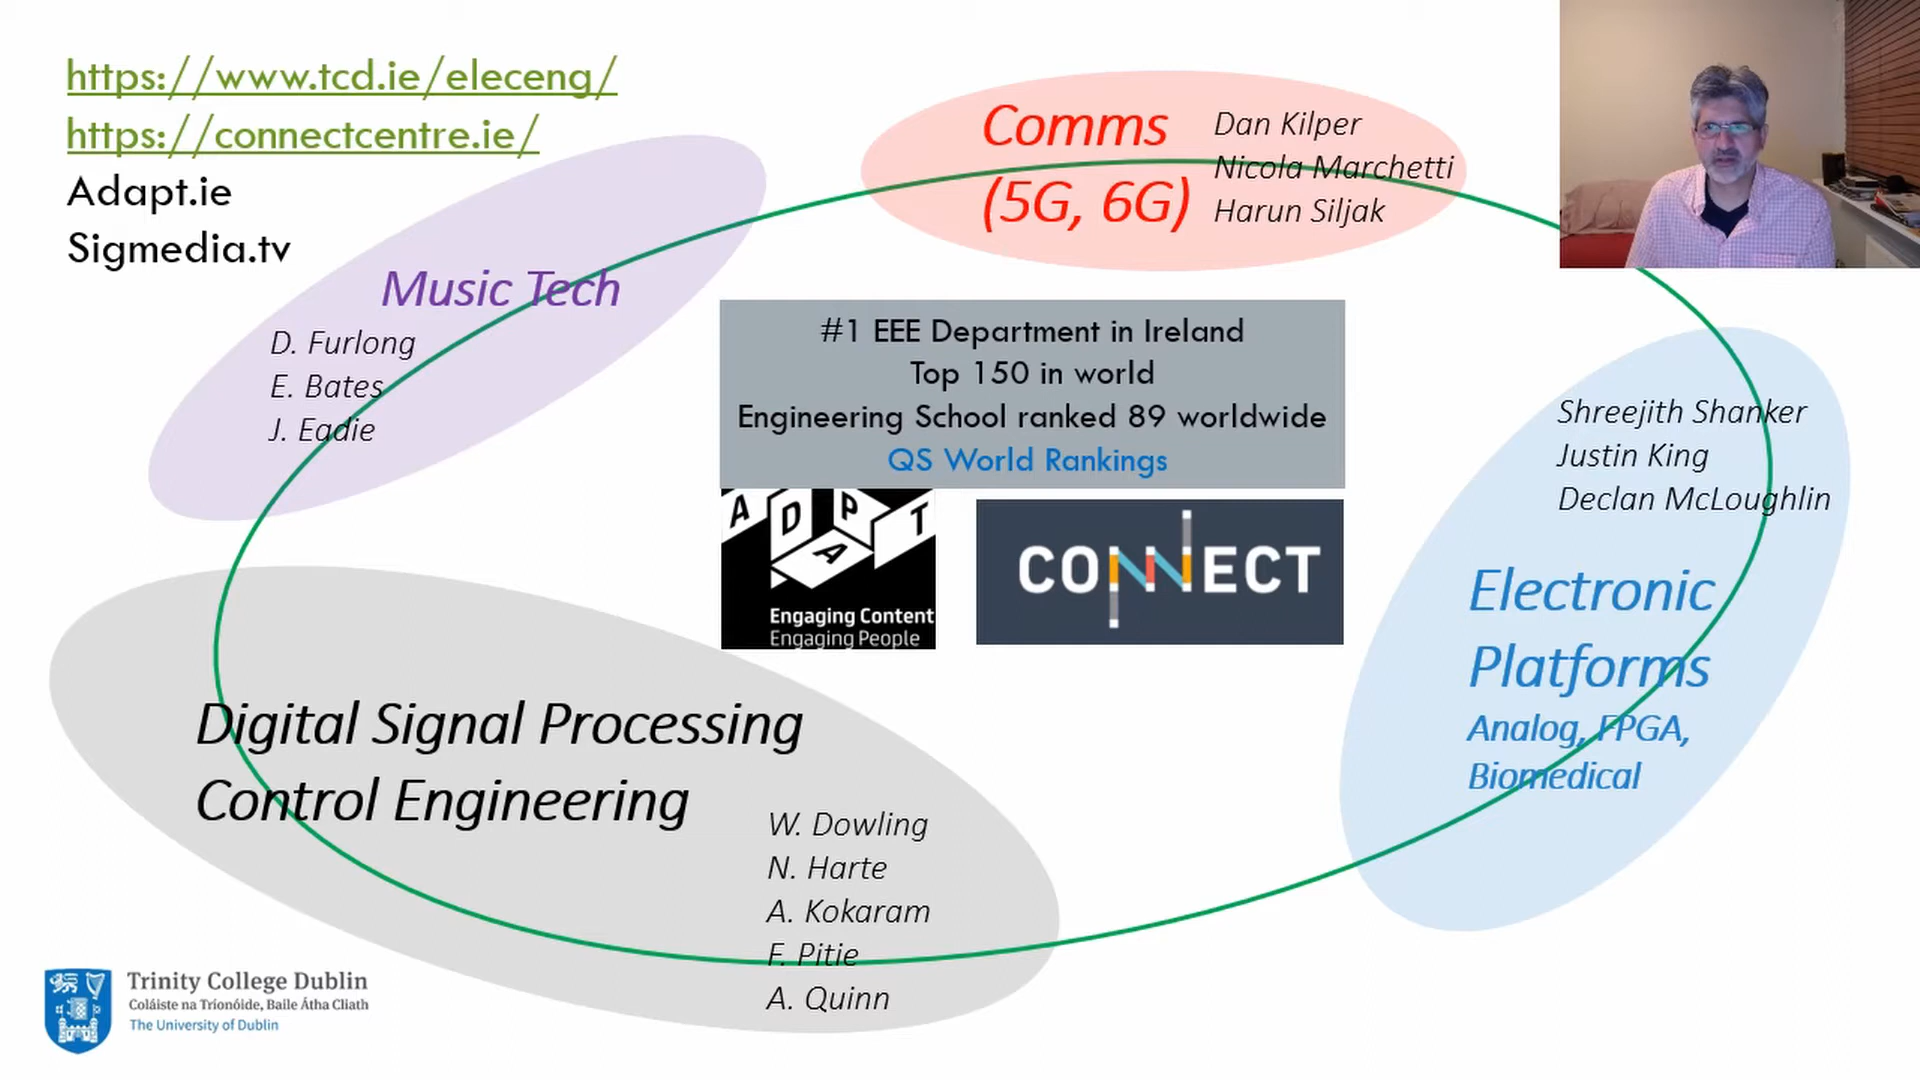 https://www.tcd.ie/eleceng/
https://connectcentre.ie/
Adapt.ie
Sigmedia.tv
Comms
(5G, 6G)
Dan Kilper
Nicola Marchetti
Harun Siljak
Music Tech
D. Furlong
E. Bates
J. Eadie
#1 EEE Department in Ireland
Top 150 in world
Engineering School ranked 89 worldwide
QS World Rankings
ADAPT
Engaging Content
Engaging People
CONNECT
Shreejith Shanker
Justin King
Declan McLoughlin
Electronic
Platforms
Analog, FPGA,
Biomedical
Digital Signal Processing
Control Engineering
W. Dowling
N. Harte
A. Kokaram
F. Pitie
A. Quinn
Trinity College Dublin
Coláiste na Tríonóide, Baile Átha Cliath
The University of Dublin